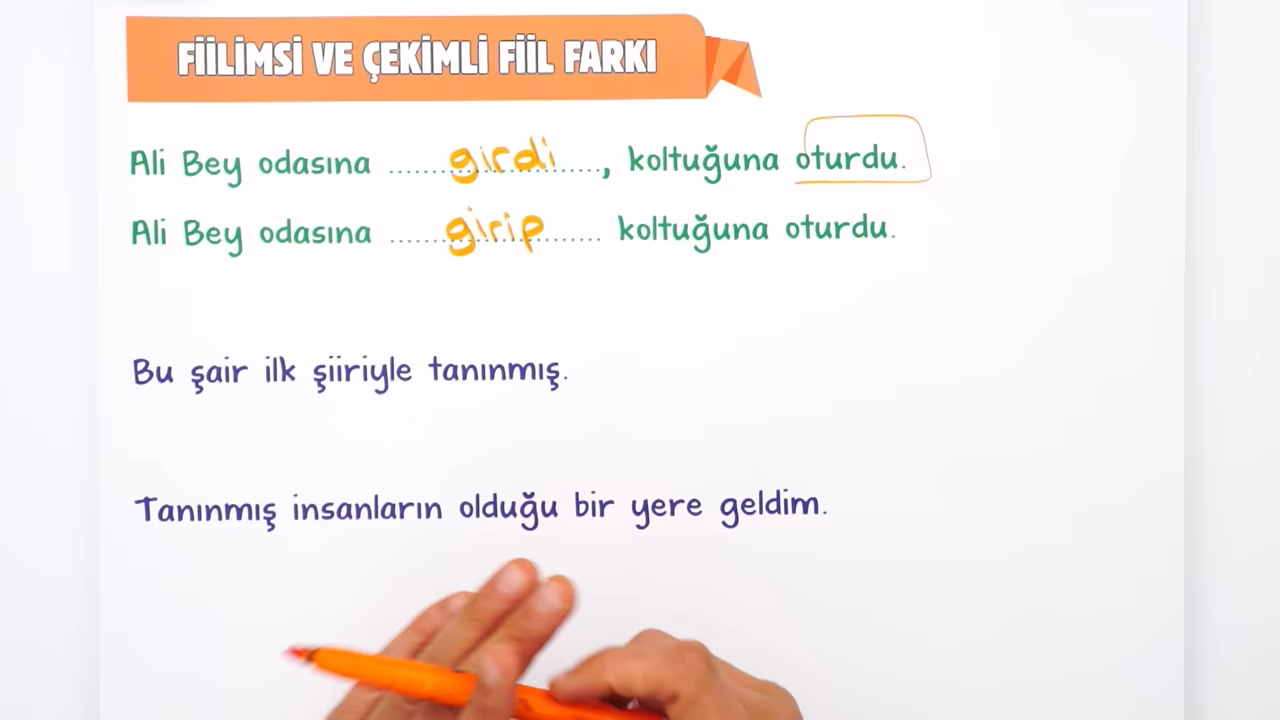 FİİLİMSİ VE ÇEKİMLİ FİİL FARKI
Ali Bey odasına ......girdi......, koltuğuna oturdu.
Ali Bey odasına ......girip...... koltuğuna oturdu.
Bu şair ilk şiiriyle tanınmış.
Tanınmış insanların olduğu bir yere geldim.